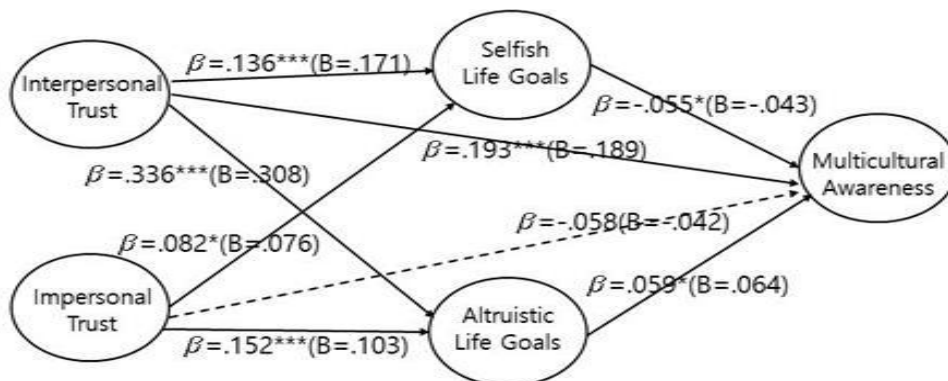 β=.136***(B=.171)
Selfish
Life Goals
Interpersonal
Trust
β=-.055*(B=-.043)
β=.193***(B=.189)
Multicultural
Awareness
β=.336***(B=.308)
β=-.058(B=-.042)
β=.082*(B=.076)
β=.059*(B=.064)
Impersonal
Trust
Altruistic
Life Goals
β=.152***(B=.103)